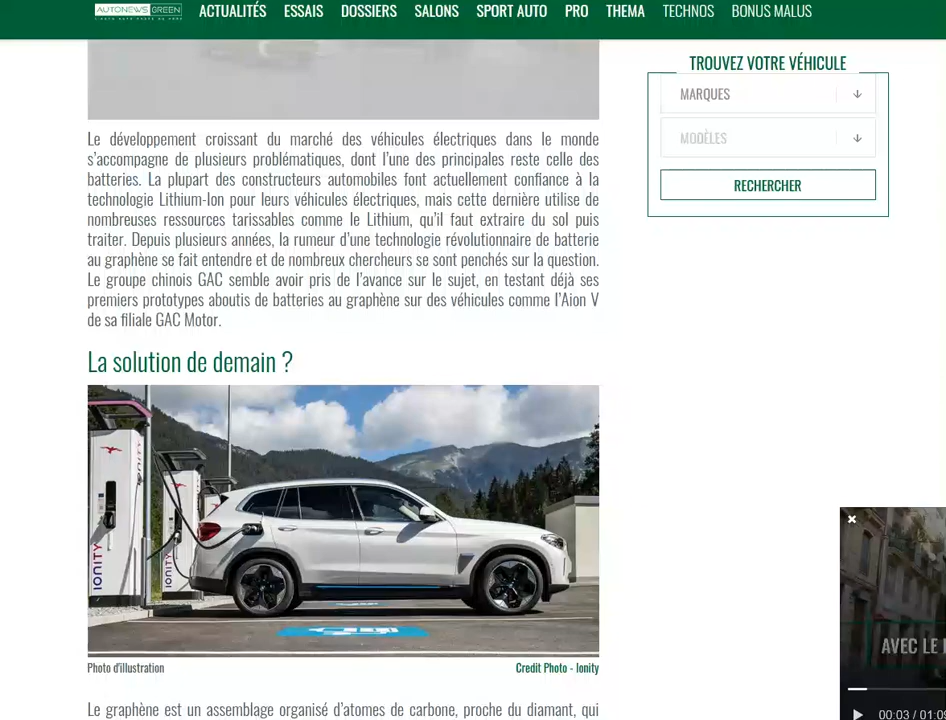 AUTONEWS GREEN
ACTUALITÉS ESSAIS DOSSIERS SALONS SPORT AUTO PRO THEMA TECHNOS BONUS MALUS
TROUVEZ VOTRE VÉHICULE
MARQUES
MODÈLES
RECHERCHER
Le développement croissant du marché des véhicules électriques dans le monde
s'accompagne de plusieurs problématiques, dont l'une des principales reste celle des
batteries. La plupart des constructeurs automobiles font actuellement confiance à la
technologie Lithium-Ion pour leurs véhicules électriques, mais cette dernière utilise de
nombreuses ressources tarissables comme le Lithium, qu'il faut extraire du sol puis
traiter. Depuis plusieurs années, la rumeur d'une technologie révolutionnaire de batterie
au graphène se fait entendre et de nombreux chercheurs se sont penchés sur la question.
Le groupe chinois GAC semble avoir pris de l'avance sur le sujet, en testant déjà ses
premiers prototypes aboutis de batteries au graphène sur des véhicules comme l'Aion V
de sa filiale GAC Motor.
La solution de demain ?
IONITY
IONITY
Photo d'illustration
Credit Photo - Ionity
Le graphène est un assemblage organisé d'atomes de carbone, proche du diamant, qui
AVEC LE
00:03 / 01:0